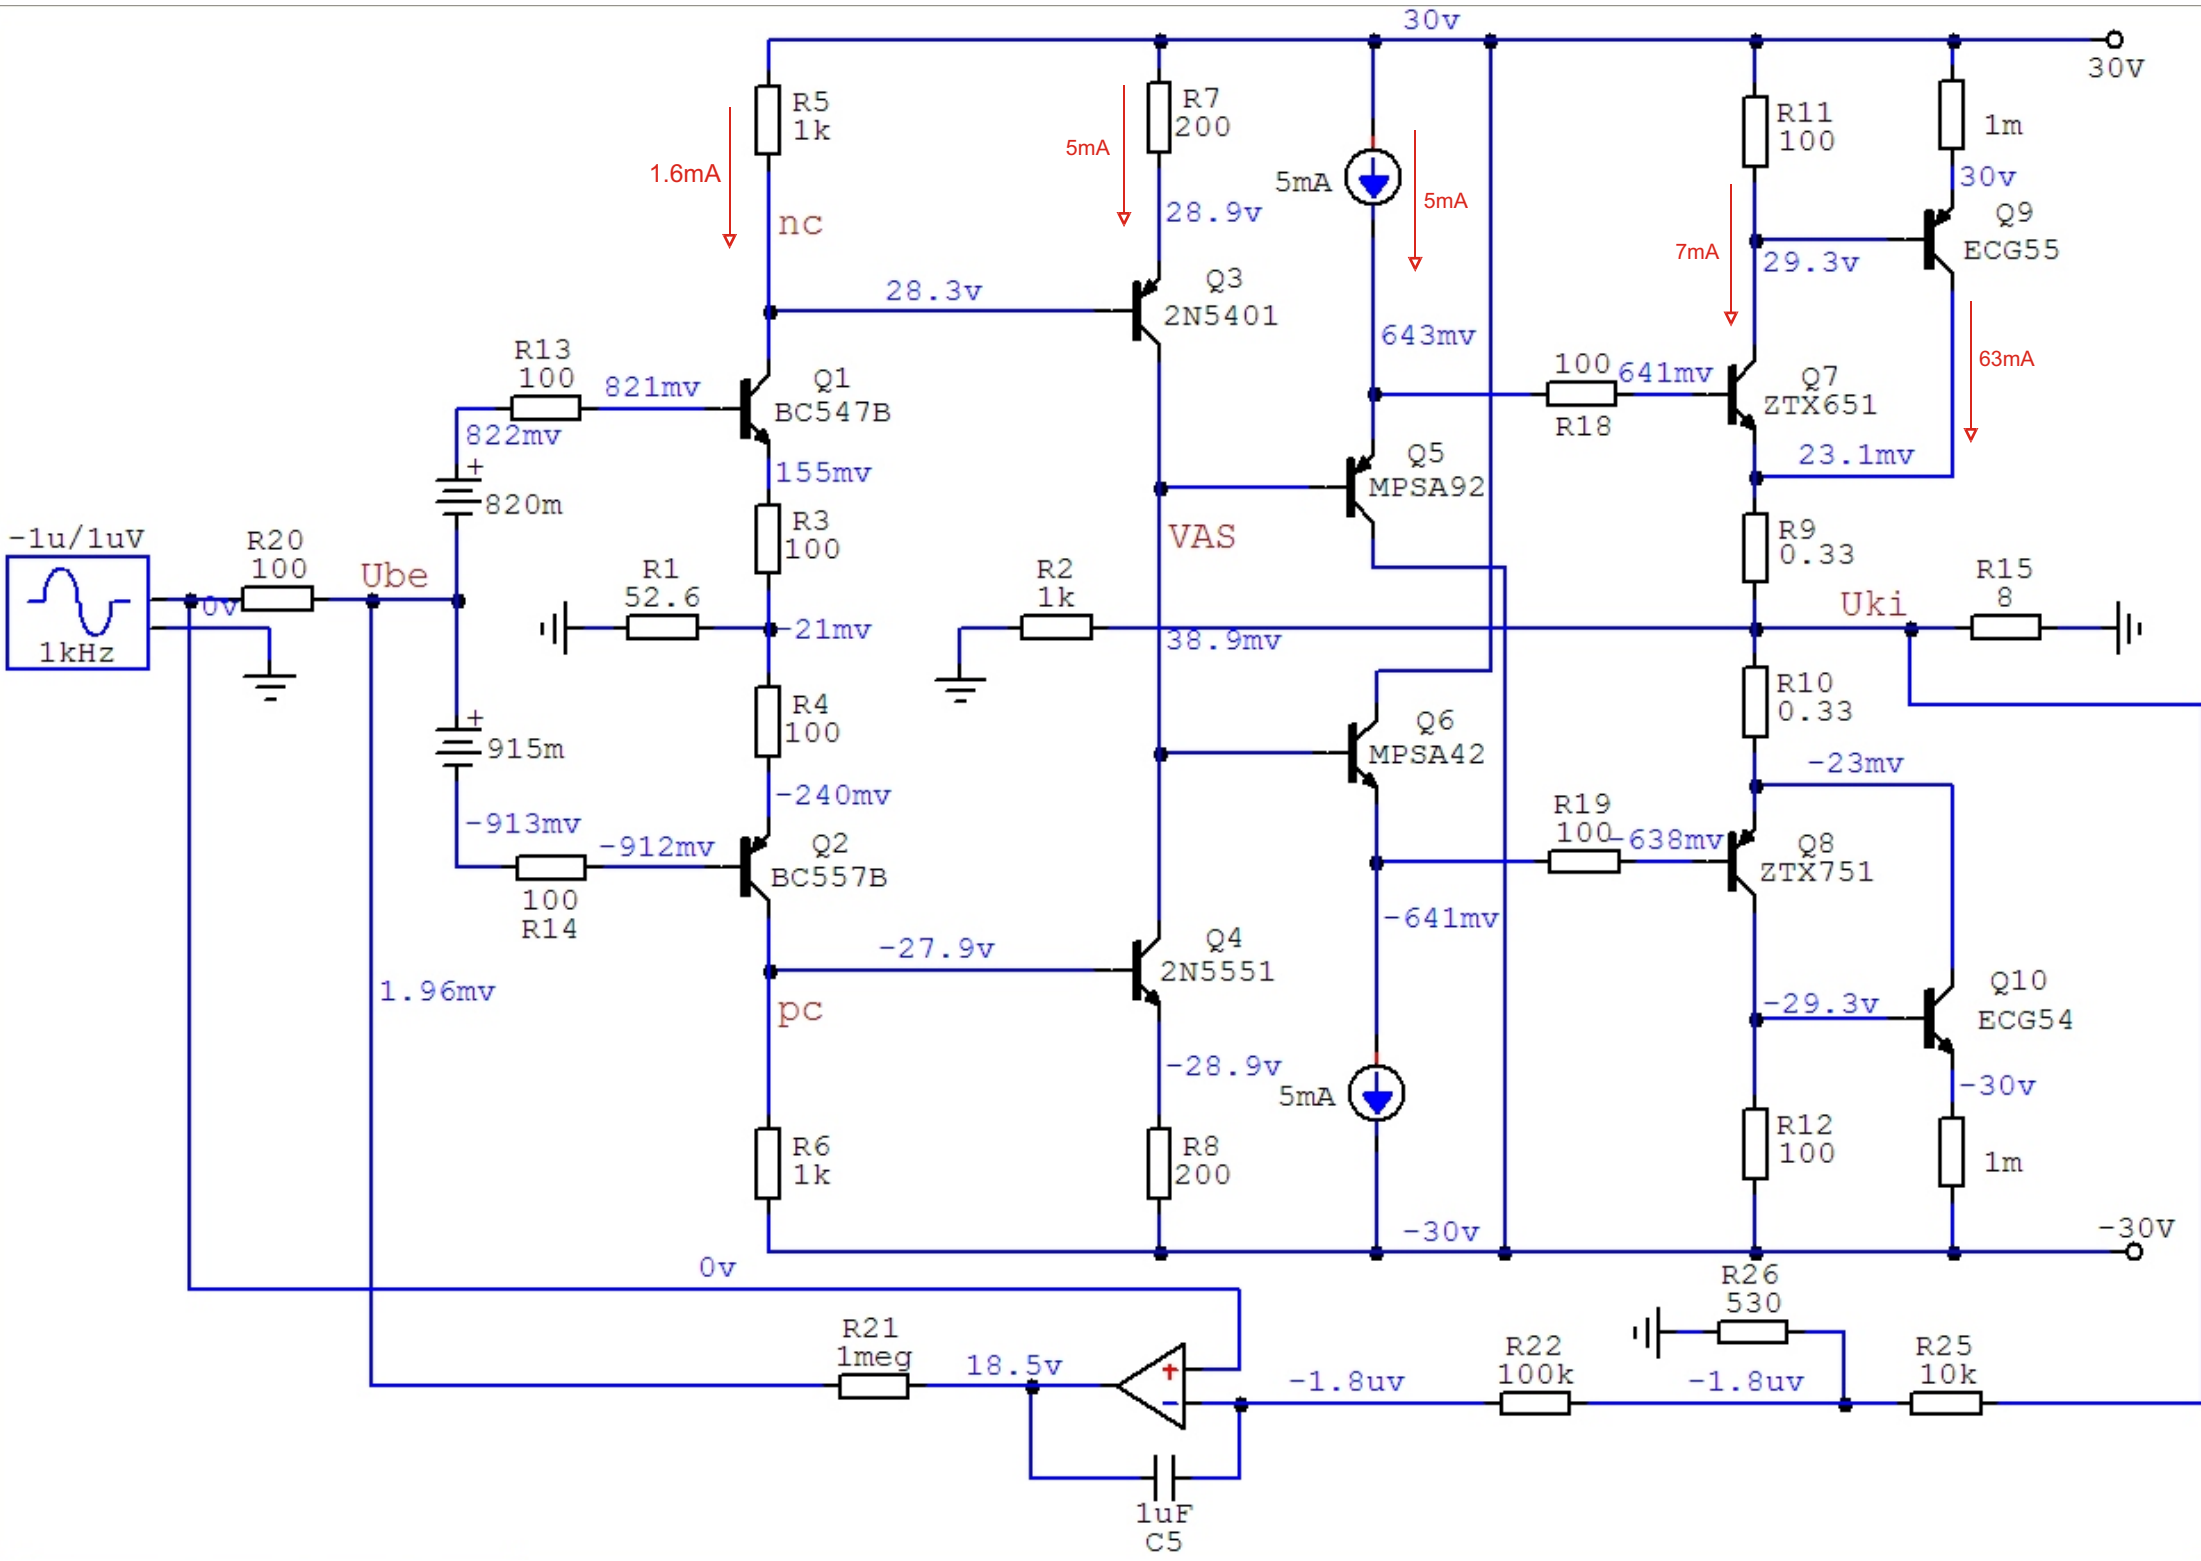 30v
30V
R5
1k
1.6mA
nc
R7
200
5mA
28.9v
5mA
5mA
643mv
R11
100
7mA
29.3v
1m
30v
Q9
ECG55
63mA
28.3v
Q3
2N5401
R13
100
821mv
822mv
+
820m
Q1
BC547B
155mv
R3
100
100
R18
641mv
Q7
ZTX651
23.1mv
Q5
MPSA92
VAS
R9
0.33
-1u/1uV
1kHz
0v
R20
100
Ube
R1
52.6
-21mv
R2
1k
38.9mv
Uki
R15
8
R4
100
-240mv
R10
0.33
-23mv
+
915m
-913mv
-912mv
100
R14
Q2
BC557B
Q6
MPSA42
R19
100
-638mv
Q8
ZTX751
-641mv
-27.9v
pc
Q4
2N5551
-28.9v
5mA
-29.3v
Q10
ECG54
-30v
1.96mv
R6
1k
R8
200
R12
100
1m
-30v
-30V
0v
R26
530
R21
1meg
18.5v
+
-
-1.8uv
R22
100k
-1.8uv
R25
10k
1uF
C5